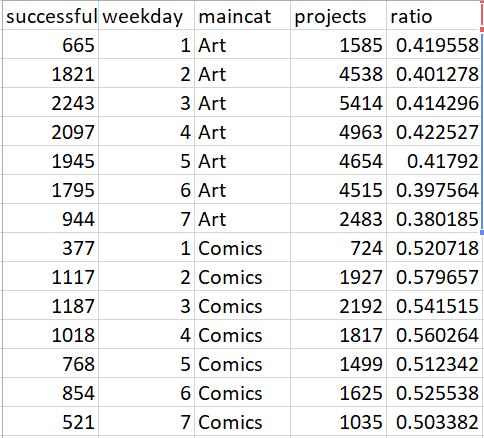 successful weekday maincat projects ratio
665 1 Art 1585 0.419558
1821 2 Art 4538 0.401278
2243 3 Art 5414 0.414296
2097 4 Art 4963 0.422527
1945 5 Art 4654 0.41792
1795 6 Art 4515 0.397564
944 7 Art 2483 0.380185
377 1 Comics 724 0.520718
1117 2 Comics 1927 0.579657
1187 3 Comics 2192 0.541515
1018 4 Comics 1817 0.560264
768 5 Comics 1499 0.512342
854 6 Comics 1625 0.525538
521 7 Comics 1035 0.503382